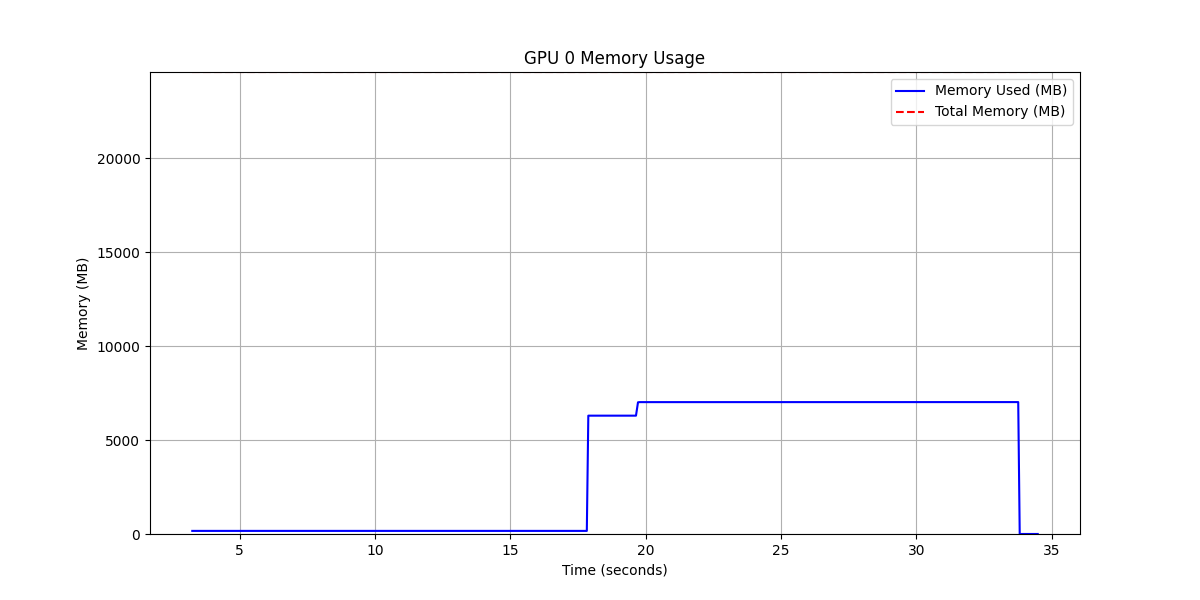 GPU 0 Memory Usage
Memory Used (MB)
Total Memory (MB)
Memory (MB)
20000
15000
10000
5000
0
5
10
15
20
25
30
35
Time (seconds)